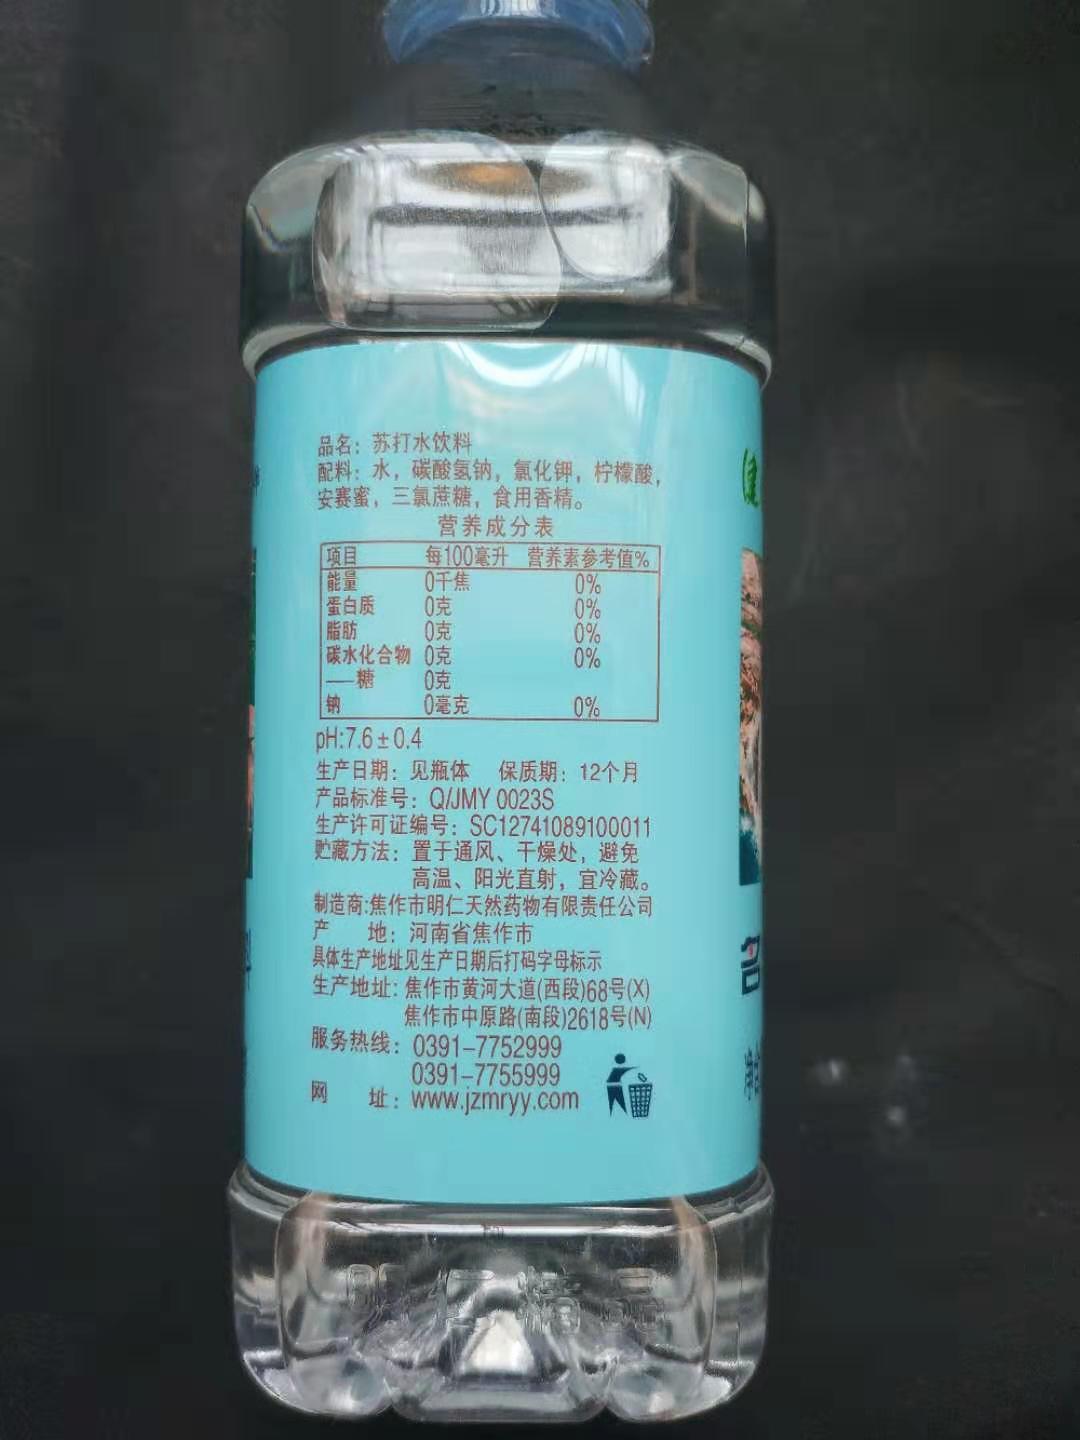 品名：苏打水饮料
配料：水，碳酸氢钠，氯化钾，柠檬酸，
安赛蜜，三氯蔗糖，食用香精。
营养成分表
项目 每100毫升 营养素参考值%
能量 0千焦 0%
蛋白质 0克 0%
脂肪 0克 0%
碳水化合物 0克 0%
——糖 0克
钠 0毫克 0%
pH:7.6±0.4
生产日期：见瓶体 保质期：12个月
产品标准号：Q/JMY 0023S
生产许可证编号：SC12741089100011
贮藏方法：置于通风、干燥处，避免
高温、阳光直射，宜冷藏。
制造商:焦作市明仁天然药物有限责任公司
产 地：河南省焦作市
具体生产地址见生产日期后打码字母标示
生产地址：焦作市黄河大道(西段)68号(X)
焦作市中原路(南段)2618号(N)
服务热线：0391-7752999
0391-7755999
网 址：www.jzmryy.com
健
名
净含
明仁精品